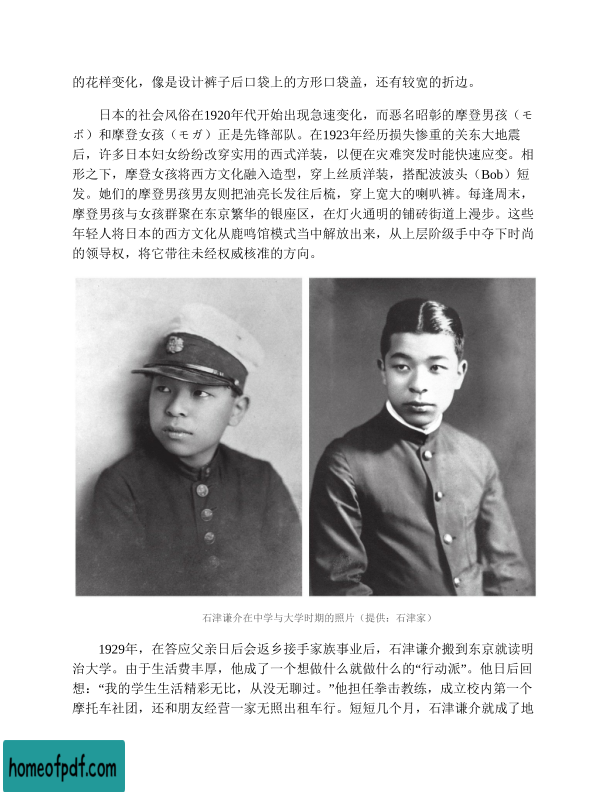 的花样变化，像是设计裤子后口袋上的方形口袋盖，还有较宽的折边。
日本的社会风俗在1920年代开始出现急速变化，而恶名昭彰的摩登男孩（モ
ボ）和摩登女孩（モガ）正是先锋部队。在1923年经历损失惨重的关东大地震
后，许多日本妇女纷纷改穿实用的西式洋装，以便在灾难突发时能快速应变。相
形之下，摩登女孩将西方文化融入造型，穿上丝质洋装，搭配波波头（Bob）短
发。她们的摩登男孩男友则把油亮长发往后梳，穿上宽大的喇叭裤。每逢周末，
摩登男孩与女孩群聚在东京繁华的银座区，在灯火通明的铺砖街道上漫步。这些
年轻人将日本的西方文化从鹿鸣馆模式当中解放出来，从上层阶级手中夺下时尚
的领导权，将它带往未经权威核准的方向。
石津谦介在中学与大学时期的照片（提供：石津家）
1929年，在答应父亲日后会返乡接手家族事业后，石津谦介搬到东京就读明
治大学。由于生活费丰厚，他成了一个想做什么就做什么的“行动派”。他日后回
想：“我的学生生活精彩无比，从没无聊过。”他担任拳击教练，成立校内第一个
摩托车社团，还和朋友经营一家无照出租车行。短短几个月，石津谦介就成了地
homeofpdf.com